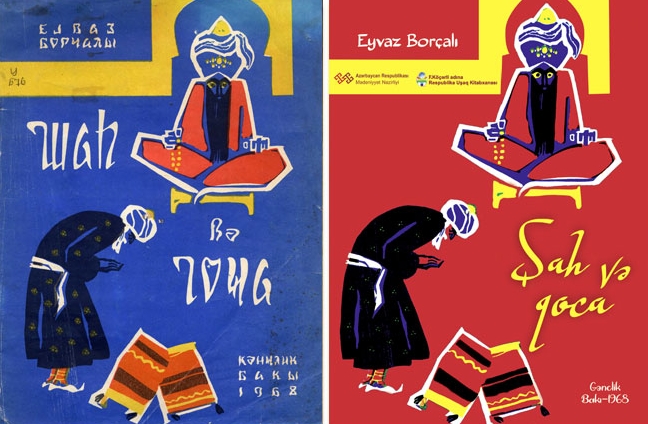 ЕЈВАЗ
БОРЧАЛЫ
ШАҺ
ВӘ
ГОҸА
ҜӘНҸЛИК
БАКЫ
1968
Eyvaz Borçalı
Azərbaycan Respublikası
Mədəniyyət Nazirliyi
F.Köçərli adına
Respublika Uşaq Kitabxanası
Şah və
qoca
Gənclik
Bakı-1968